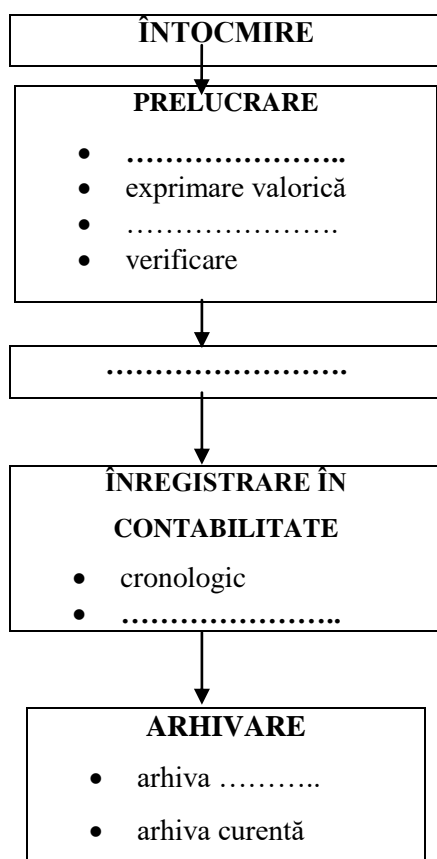 ÎNTOCMIRE
PRELUCRARE
• …………………..
• exprimare valorică
• ………………….
• verificare
…………………….
ÎNREGISTRARE ÎN
CONTABILITATE
• cronologic
• …………………..
ARHIVARE
• arhiva ………..
• arhiva curentă